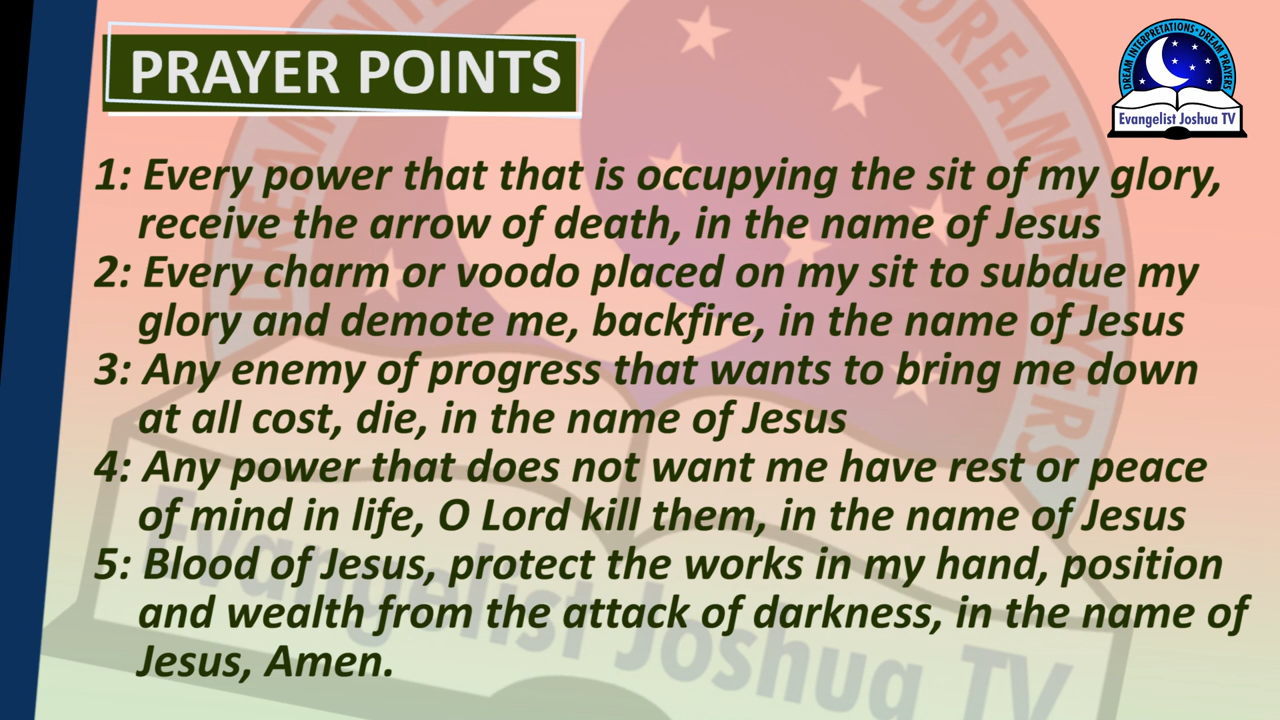 PRAYER POINTS
DREAM INTERPRETATIONS · DREAM PRAYERS
Evangelist Joshua TV
1: Every power that that is occupying the sit of my glory,
receive the arrow of death, in the name of Jesus
2: Every charm or voodo placed on my sit to subdue my
glory and demote me, backfire, in the name of Jesus
3: Any enemy of progress that wants to bring me down
at all cost, die, in the name of Jesus
4: Any power that does not want me have rest or peace
of mind in life, O Lord kill them, in the name of Jesus
5: Blood of Jesus, protect the works in my hand, position
and wealth from the attack of darkness, in the name of
Jesus, Amen.
Evangelist Joshua TV